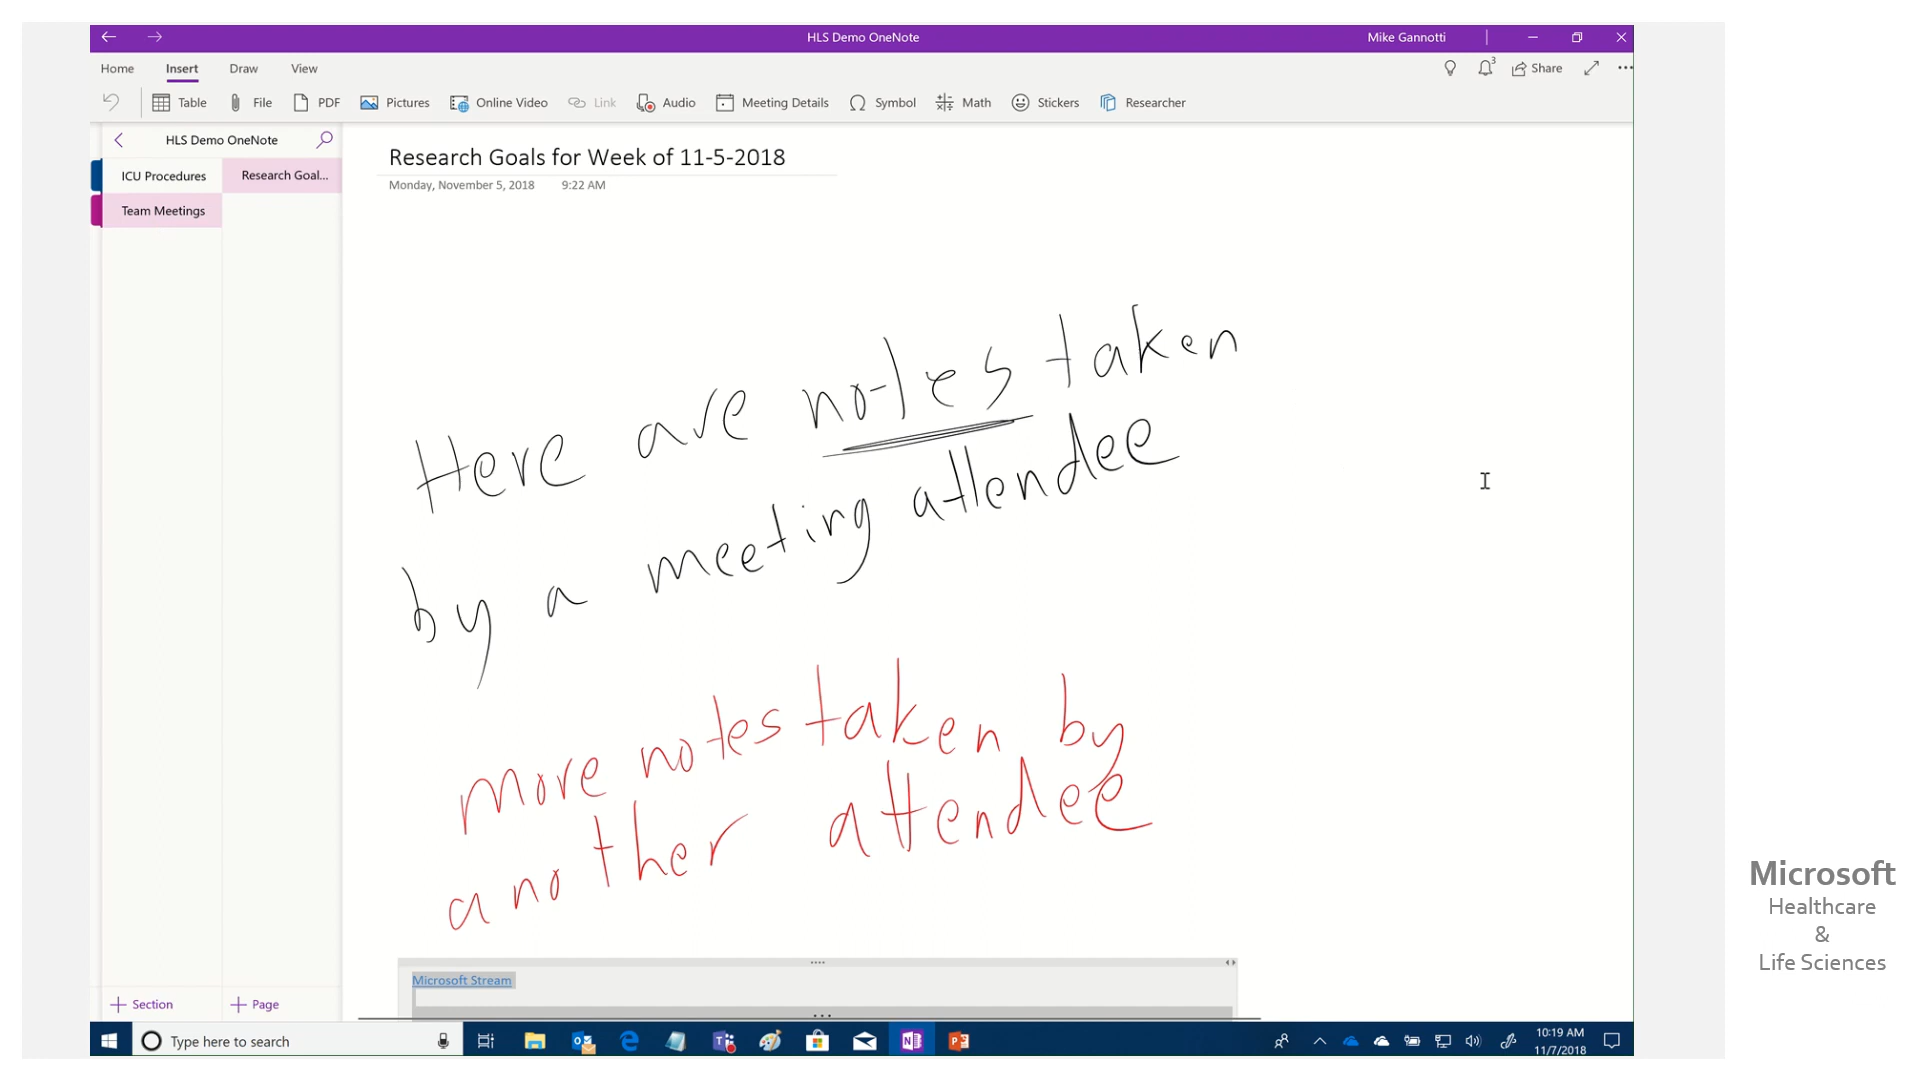 HLS Demo OneNote
Mike Gannotti
Home Insert Draw View
3
Share
Table File PDF Pictures Online Video Link Audio Meeting Details Symbol Math Stickers Researcher
HLS Demo OneNote
ICU Procedures
Research Goal...
Team Meetings
Research Goals for Week of 11-5-2018
Monday, November 5, 2018 9:22 AM
Here are notes taken
by a meeting attendee
more notes taken by
another attendee
Microsoft Stream
Section
Page
Type here to search
10:19 AM
11/7/2018
Microsoft
Healthcare
&
Life Sciences